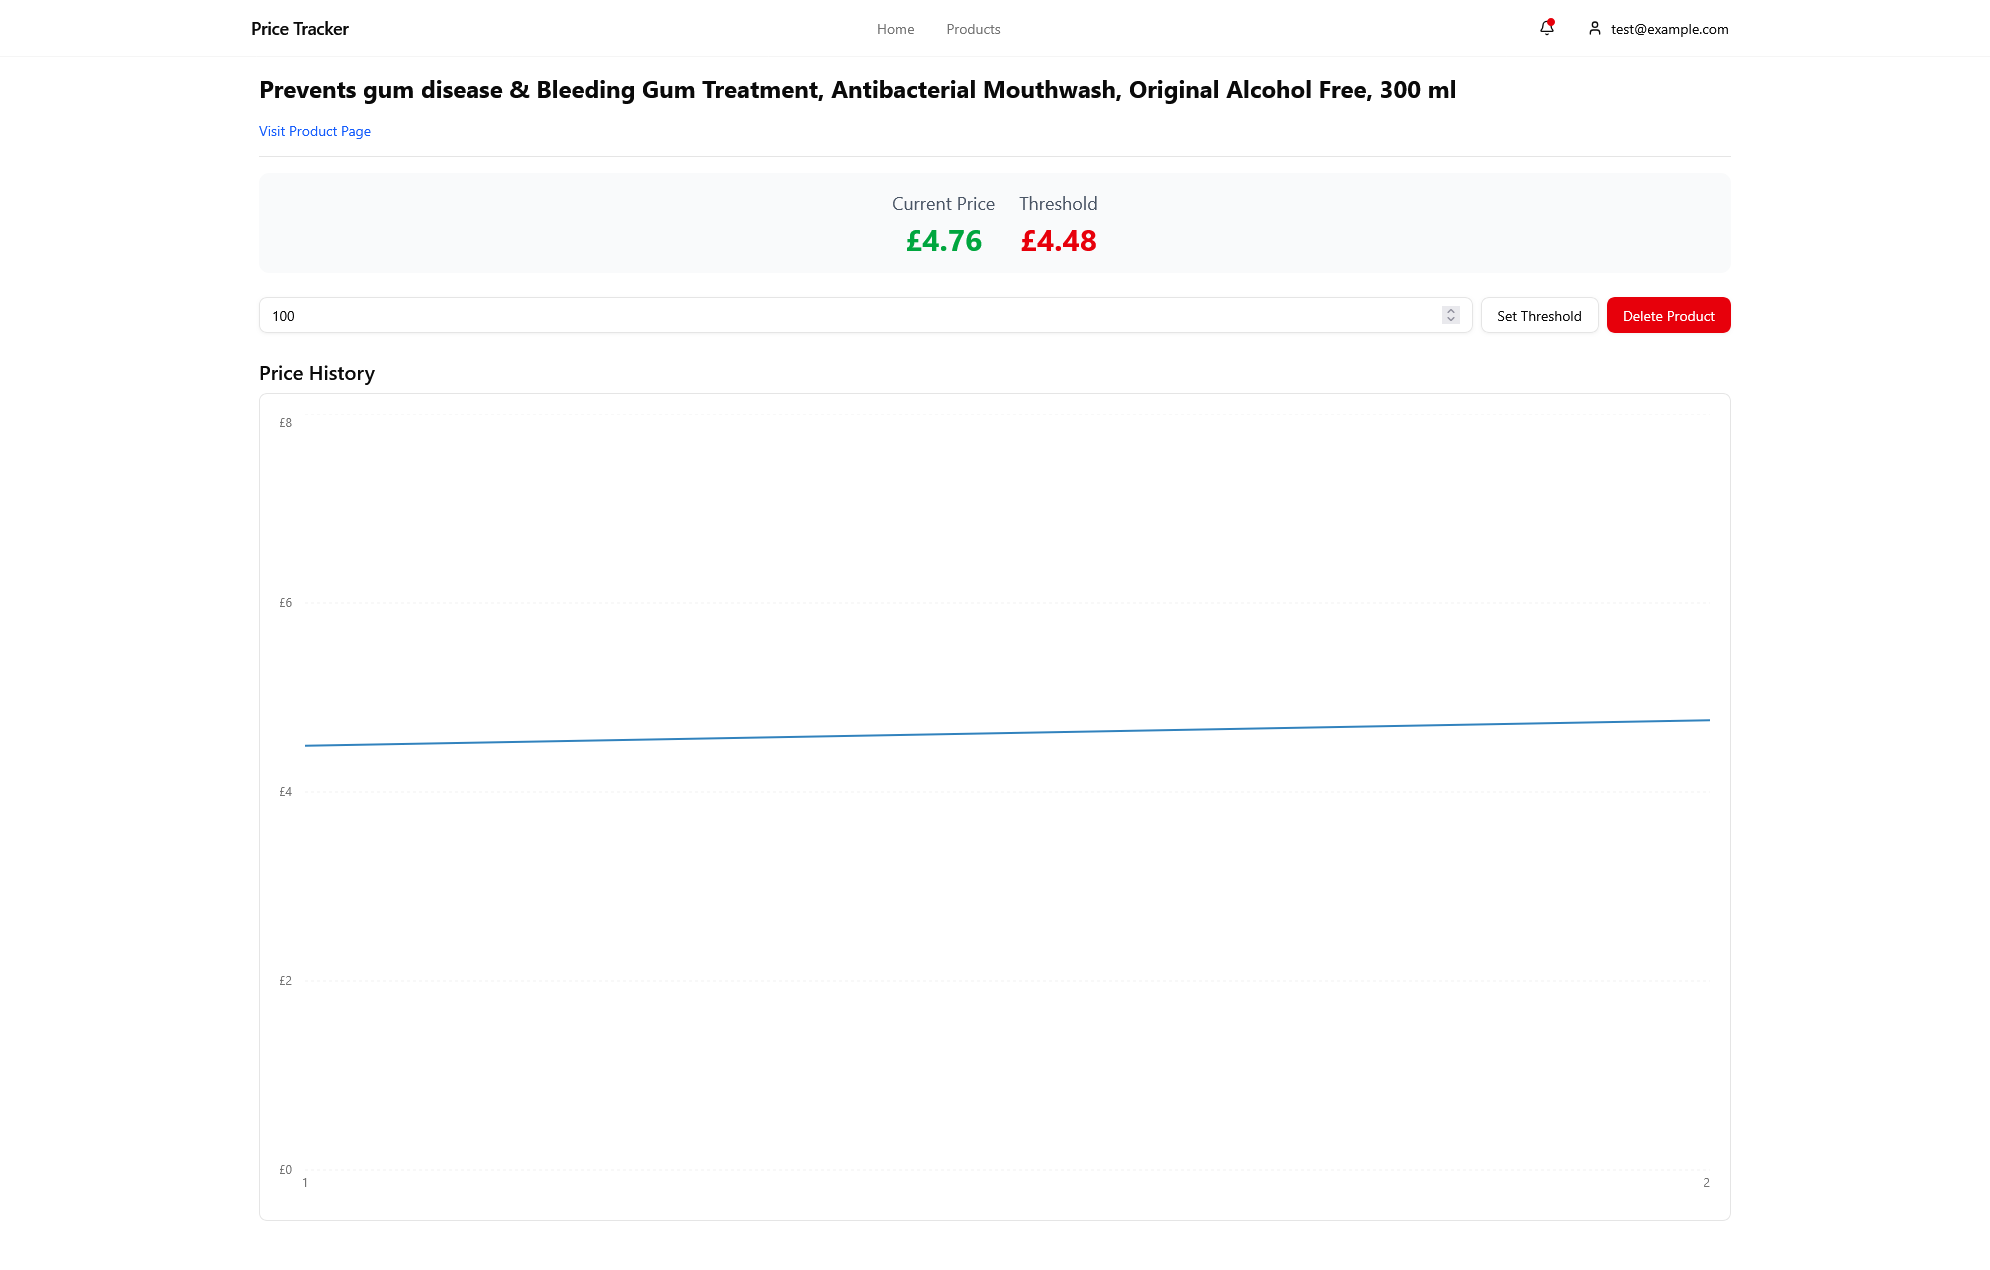 Price Tracker
Home
Products
test@example.com
Prevents gum disease & Bleeding Gum Treatment, Antibacterial Mouthwash, Original Alcohol Free, 300 ml
Visit Product Page
Current Price
Threshold
£4.76
£4.48
100
Set Threshold
Delete Product
Price History
£8
£6
£4
£2
£0
1
2